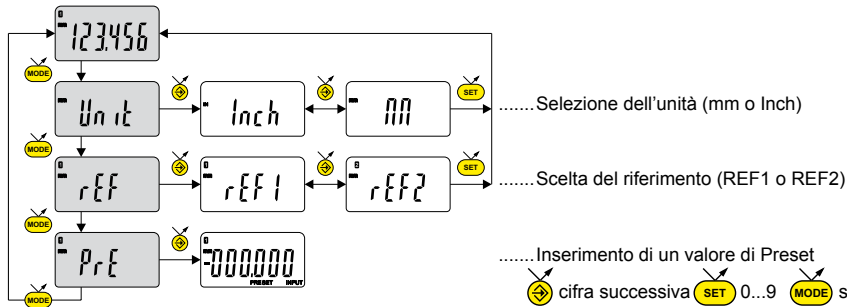 123.456
MODE
Unit Inch mm SET .......Selezione dell'unità (mm o Inch)
MODE
rEF rEF1 rEF2 SET .......Scelta del riferimento (REF1 o REF2)
MODE
PrE -000.000 PRESET INPUT .......Inserimento di un valore di Preset
MODE cifra successiva SET 0...9 MODE s